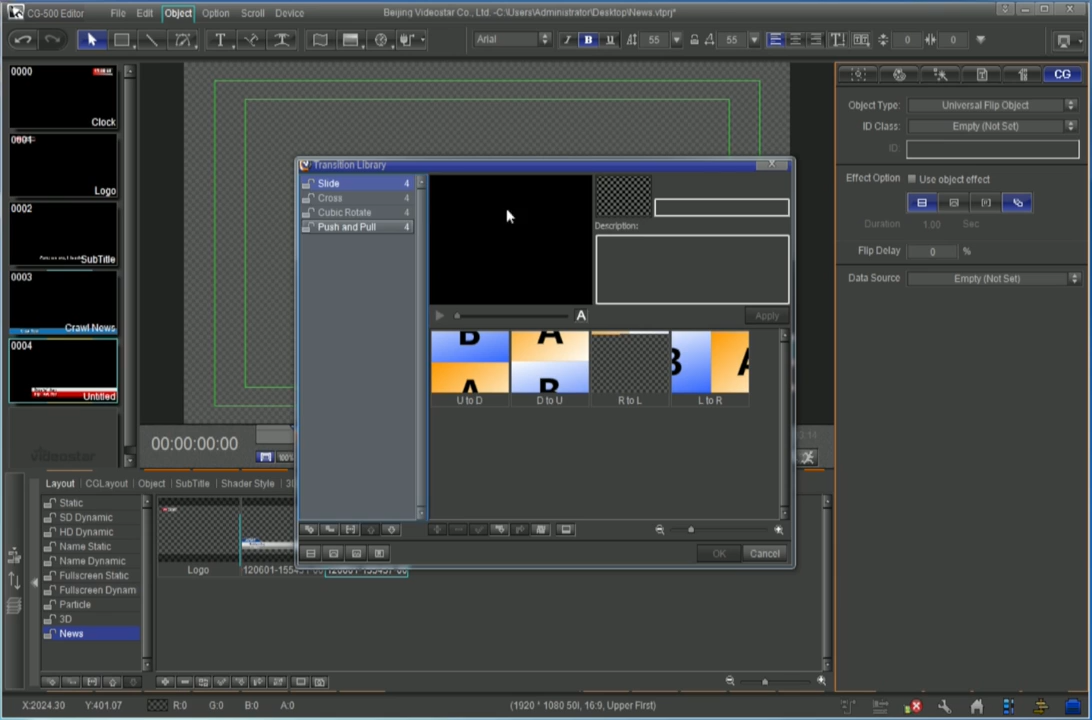 CG-500 Editor File Edit Object Option Scroll Device Beijing Videostar Co., Ltd. -C:\Users\Administrator\Desktop\News.vtprj*
Arial I B U 55 A 55 0 0
0000
Clock
0001
Logo
0002
SubTitle
0003
Crawl News
0004
Untitled
videostar
CG
Object Type: Universal Flip Object
ID Class: Empty (Not Set)
ID:
Effect Option Use object effect
Duration 1.00 Sec
Flip Delay 0 %
Data Source Empty (Not Set)
Transition Library
Slide 4
Cross 4
Cubic Rotate 4
Push and Pull 4
Description:
A
Apply
B A B A
A B
U to D D to U R to L L to R
OK Cancel
00:00:00:00
100%
Layout CGLayout Object SubTitle Shader Style
Static
SD Dynamic
HD Dynamic
Name Static
Name Dynamic
Fullscreen Static
Fullscreen Dynam
Particle
3D
News
Logo
X:2024.30 Y:401.07 R:0 G:0 B:0 A:0 (1920 * 1080 50i, 16:9, Upper First)